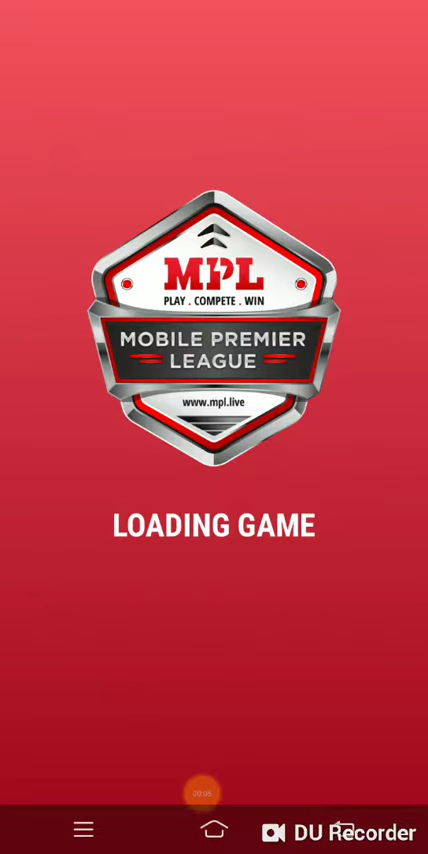 MPL
PLAY . COMPETE . WIN
MOBILE PREMIER
LEAGUE
www.mpl.live
LOADING GAME
DU Recorder